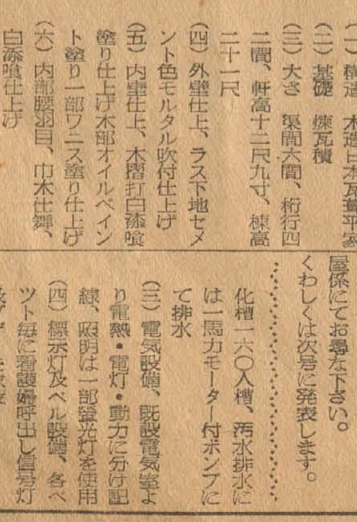 (一)構造 木造日本瓦葺平家
(二)基礎 煉瓦積
(三)大さ 梁間六間、桁行四
二間、軒高十二尺九寸、棟高
二十一尺
(四)外壁仕上、ラス下地セメ
ント色モルタル吹付仕上げ
(五)内壁仕上、木摺打白漆喰
塗り仕上げ木部オイルペイン
ト塗り一部ワニス塗り仕上げ
(六)内部腰羽目、巾木仕舞、
白漆喰仕上げ
屋係にてお尋な下さい。
くわしくは次号に発表します。
化槽一六〇人槽、汚水排水に
は一馬力モーター付ポンプに
て排水
(三)電気設備、既設電気室よ
り電熱・電灯・動力に分け配
線、照明は一部螢光灯を使用
(四)標示灯及ベル設備、各ベ
ット毎に看護婦呼出し信号灯